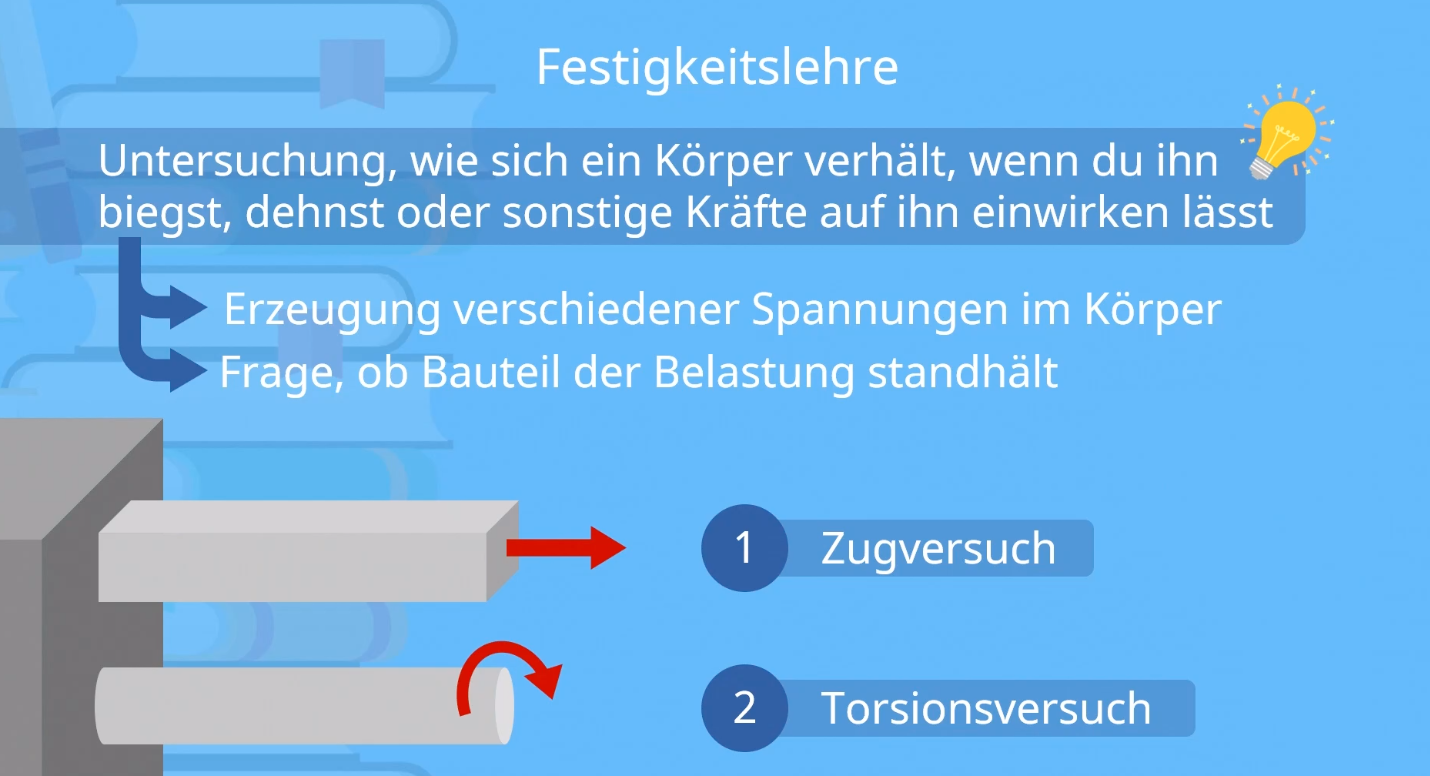 Festigkeitslehre
Untersuchung, wie sich ein Körper verhält, wenn du ihn
biegst, dehnst oder sonstige Kräfte auf ihn einwirken lässt
Erzeugung verschiedener Spannungen im Körper
Frage, ob Bauteil der Belastung standhält
1 Zugversuch
2 Torsionsversuch